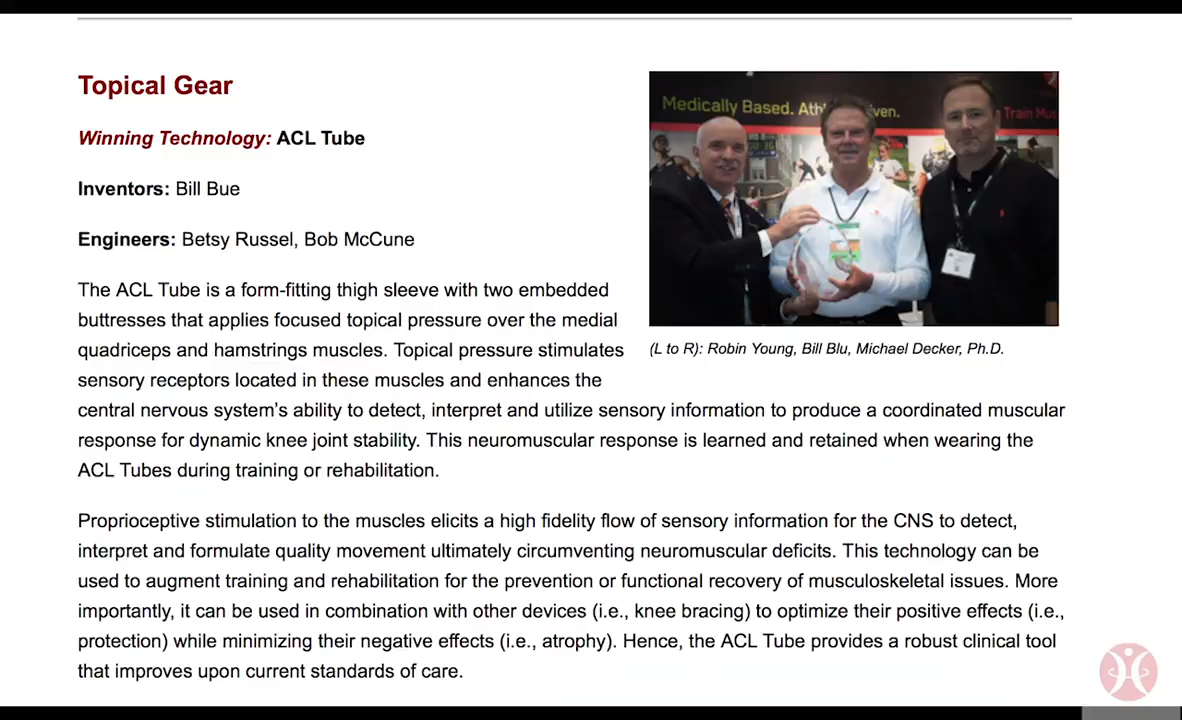 Topical Gear
Winning Technology: ACL Tube
Inventors: Bill Bue
Engineers: Betsy Russel, Bob McCune
The ACL Tube is a form-fitting thigh sleeve with two embedded
buttresses that applies focused topical pressure over the medial
quadriceps and hamstrings muscles. Topical pressure stimulates
sensory receptors located in these muscles and enhances the
central nervous system's ability to detect, interpret and utilize sensory information to produce a coordinated muscular
response for dynamic knee joint stability. This neuromuscular response is learned and retained when wearing the
ACL Tubes during training or rehabilitation.
Medically Based. Ath ven.
Train Mus
(L to R): Robin Young, Bill Blu, Michael Decker, Ph.D.
Proprioceptive stimulation to the muscles elicits a high fidelity flow of sensory information for the CNS to detect,
interpret and formulate quality movement ultimately circumventing neuromuscular deficits. This technology can be
used to augment training and rehabilitation for the prevention or functional recovery of musculoskeletal issues. More
importantly, it can be used in combination with other devices (i.e., knee bracing) to optimize their positive effects (i.e.,
protection) while minimizing their negative effects (i.e., atrophy). Hence, the ACL Tube provides a robust clinical tool
that improves upon current standards of care.